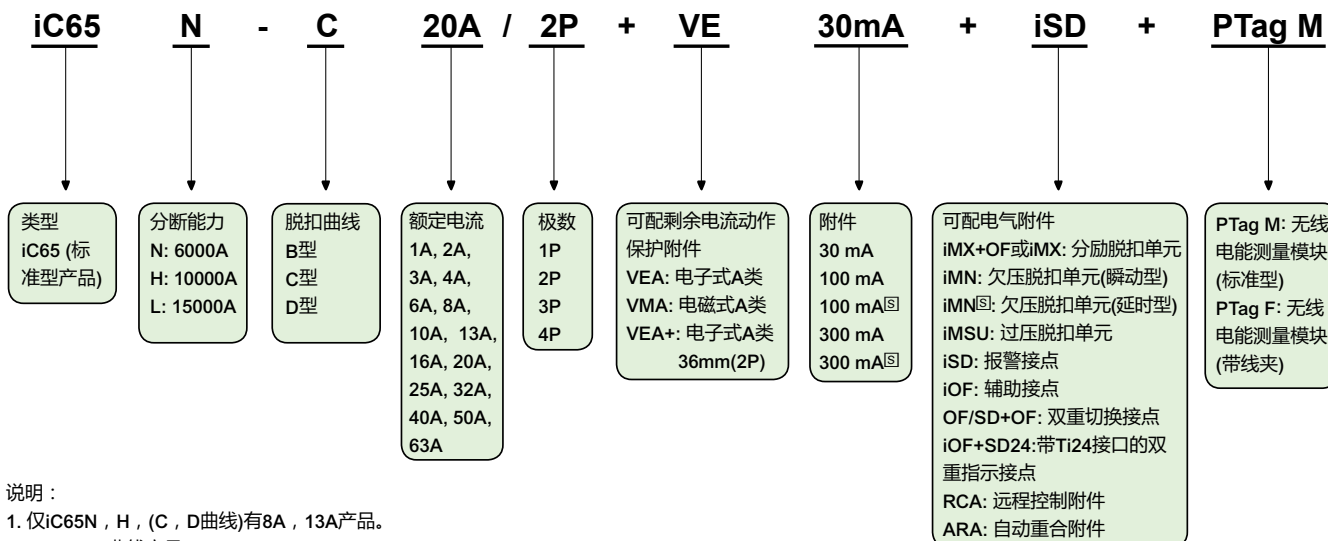 iC65 N - C 20A / 2P + VE 30mA + iSD + PTag M
类型
iC65 (标
准型产品)
分断能力
N: 6000A
H: 10000A
L: 15000A
脱扣曲线
B型
C型
D型
额定电流
1A, 2A,
3A, 4A,
6A, 8A,
10A, 13A,
16A, 20A,
25A, 32A,
40A, 50A,
63A
极数
1P
2P
3P
4P
可配剩余电流动作
保护附件
VEA: 电子式A类
VMA: 电磁式A类
VEA+: 电子式A类
36mm(2P)
附件
30 mA
100 mA
100 mA🅂
300 mA
300 mA🅂
可配电气附件
iMX+OF或iMX: 分励脱扣单元
iMN: 欠压脱扣单元(瞬动型)
iMN🅂: 欠压脱扣单元(延时型)
iMSU: 过压脱扣单元
iSD: 报警接点
iOF: 辅助接点
OF/SD+OF: 双重切换接点
iOF+SD24:带Ti24接口的双
重指示接点
RCA: 远程控制附件
ARA: 自动重合附件
PTag M: 无线
电能测量模块
(标准型)
PTag F: 无线
电能测量模块
(带线夹)
说明：
1. 仅iC65N，H，(C，D曲线)有8A，13A产品。